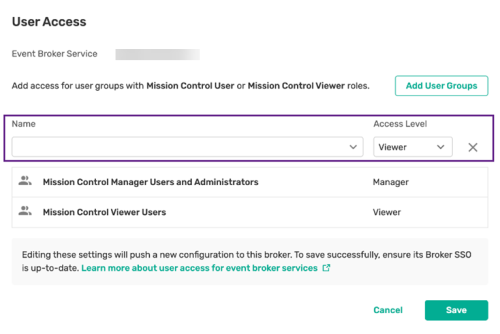 User Access
Event Broker Service
Add access for user groups with Mission Control User or Mission Control Viewer roles.
Add User Groups
Name
Access Level
Viewer
Mission Control Manager Users and Administrators
Manager
Mission Control Viewer Users
Viewer
Editing these settings will push a new configuration to this broker. To save successfully, ensure its Broker SSO
is up-to-date. Learn more about user access for event broker services
Cancel
Save